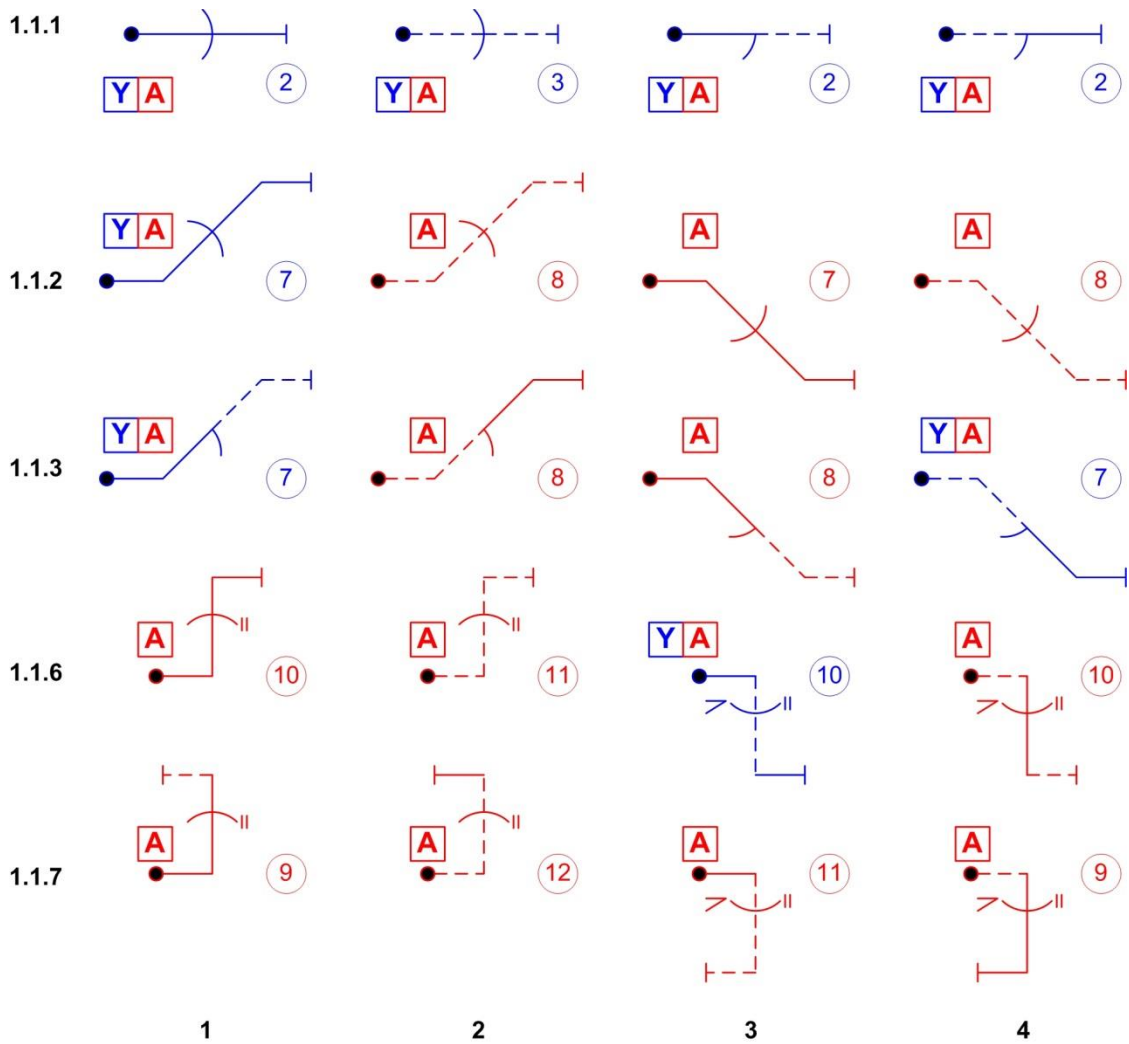 1.1.1
Y A 2 Y A 3 Y A 2 Y A 2
1.1.2
Y A 7 A 8 A 7 A 8
1.1.3
Y A 7 A 8 A 8 Y A 7
1.1.6
A 10 A 11 Y A 10 A 10
1.1.7
A 9 A 12 A 11 A 9
1 2 3 4